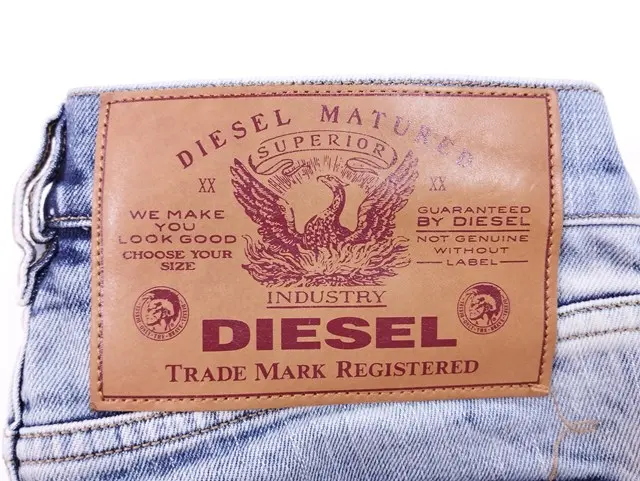 DIESEL MATURED
SUPERIOR
XX
XX
WE MAKE
YOU
LOOK GOOD
CHOOSE YOUR
SIZE
GUARANTEED
BY DIESEL
NOT GENUINE
WITHOUT
LABEL
INDUSTRY
DIESEL
TRADE MARK REGISTERED